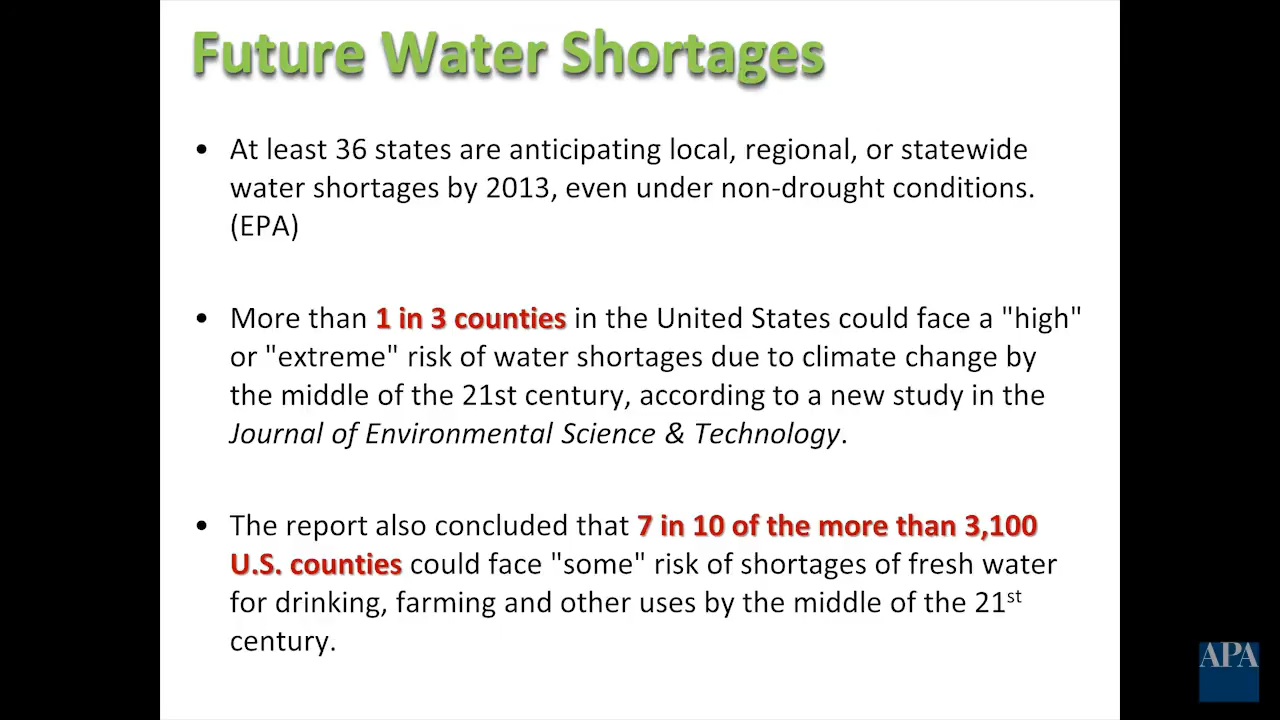 Future Water Shortages
• At least 36 states are anticipating local, regional, or statewide
water shortages by 2013, even under non-drought conditions.
(EPA)
• More than 1 in 3 counties in the United States could face a "high"
or "extreme" risk of water shortages due to climate change by
the middle of the 21st century, according to a new study in the
Journal of Environmental Science & Technology.
• The report also concluded that 7 in 10 of the more than 3,100
U.S. counties could face "some" risk of shortages of fresh water
for drinking, farming and other uses by the middle of the 21st
century.
APA